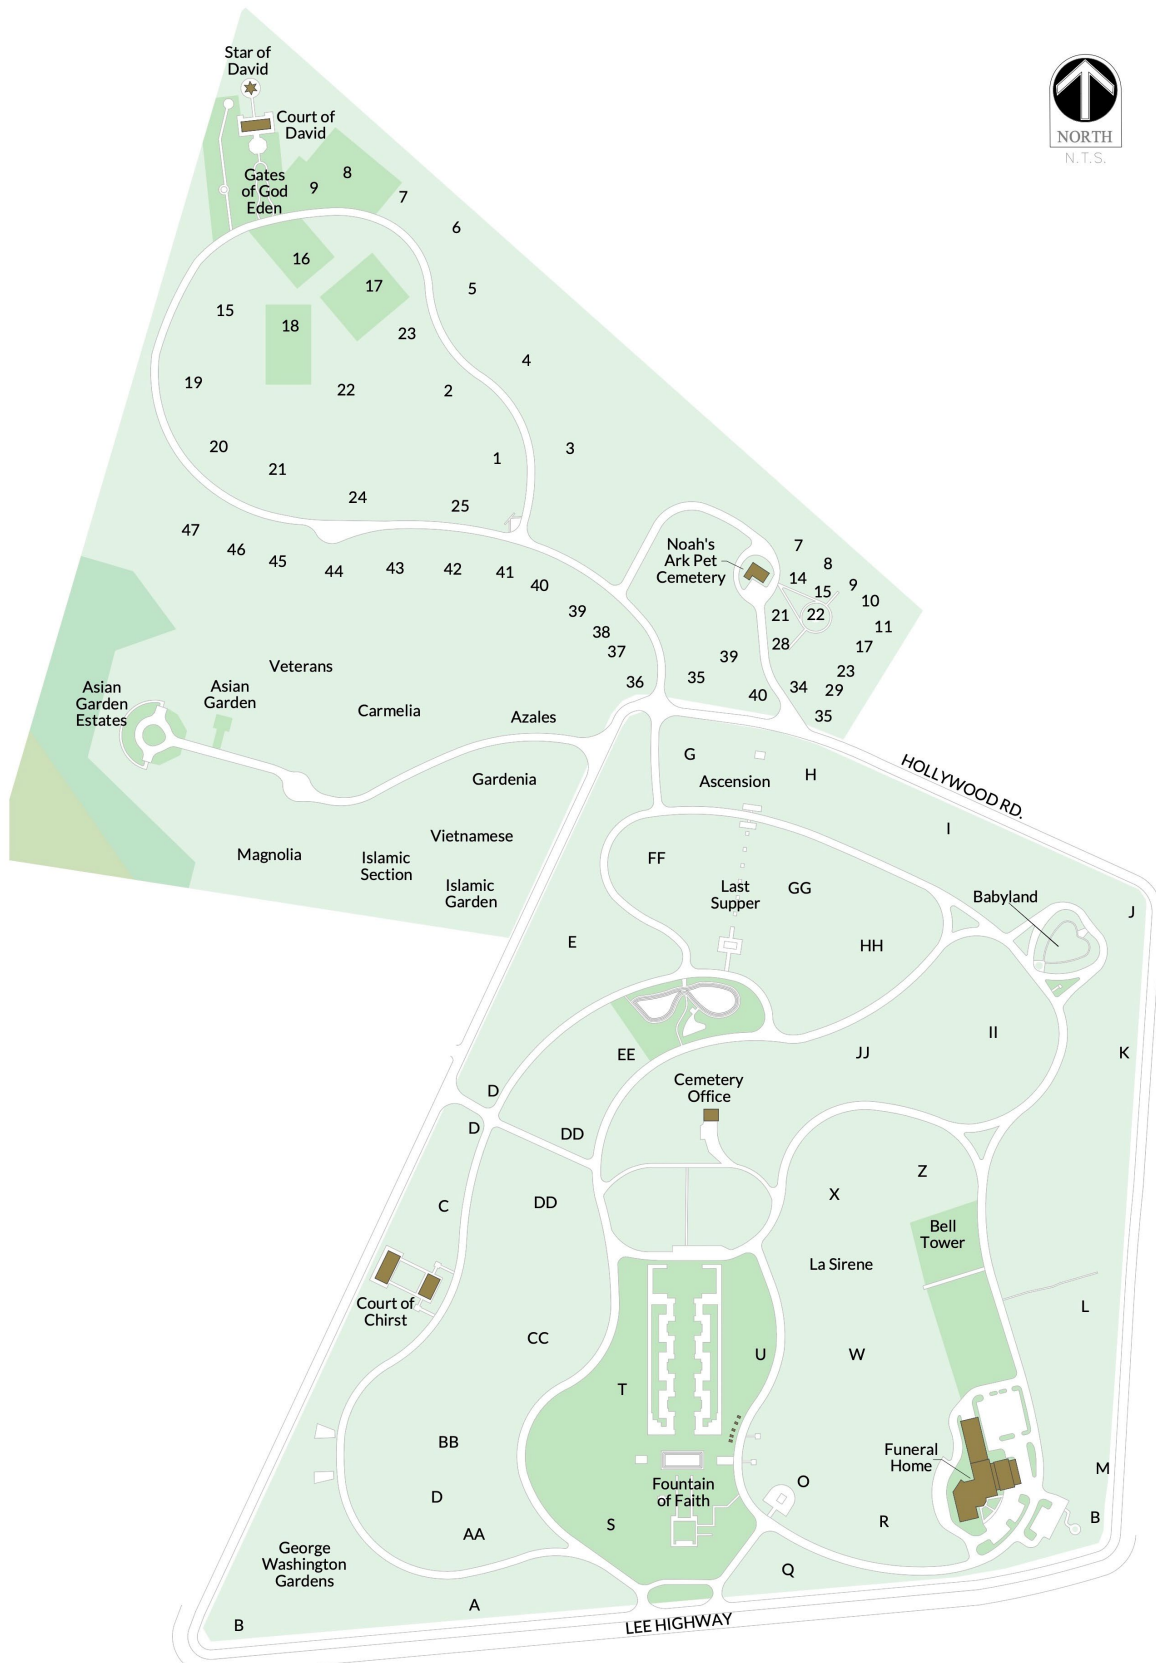 Star of
David
NORTH
N.T.S.
Court of
David
Gates
of God
Eden
9
8
7
6
16
17
5
15
18
23
4
19
22
2
20
21
1
3
24
25
47
46
45
44
43
42
41
40
39
38
37
36
Noah's
Ark Pet
Cemetery
7
8
14
9
15
10
21
22
11
28
17
39
23
35
34
29
40
35
Veterans
Asian
Garden
Estates
Asian
Garden
Carmelia
Azales
Gardenia
Vietnamese
Magnolia
Islamic
Section
Islamic
Garden
HOLLYWOOD RD.
G
Ascension
H
I
FF
Last
Supper
GG
Babyland
J
E
HH
II
EE
JJ
K
Cemetery
Office
D
D
DD
Z
X
C
DD
Bell
Tower
La Sirene
Court of
Chirst
L
CC
U
W
T
BB
Funeral
Home
M
Fountain
of Faith
O
D
B
S
R
AA
George
Washington
Gardens
Q
A
B
LEE HIGHWAY